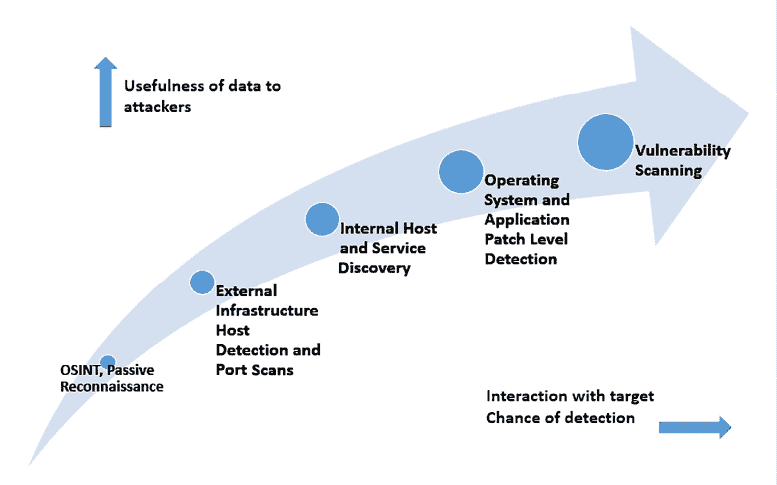 Usefulness of data to
attackers
Vulnerability
Scanning
Operating
System and
Application
Patch Level
Detection
Internal Host
and Service
Discovery
External
Infrastructure
Host
Detection and
Port Scans
OSINT, Passive
Reconnaissance
Interaction with target
Chance of detection